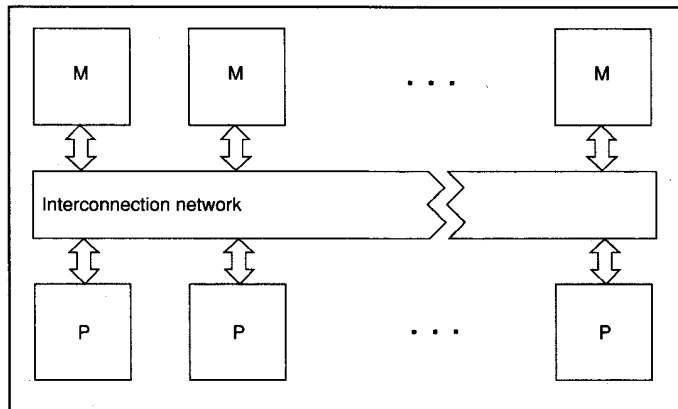 M M . . . M
Interconnection network
P P . . . P